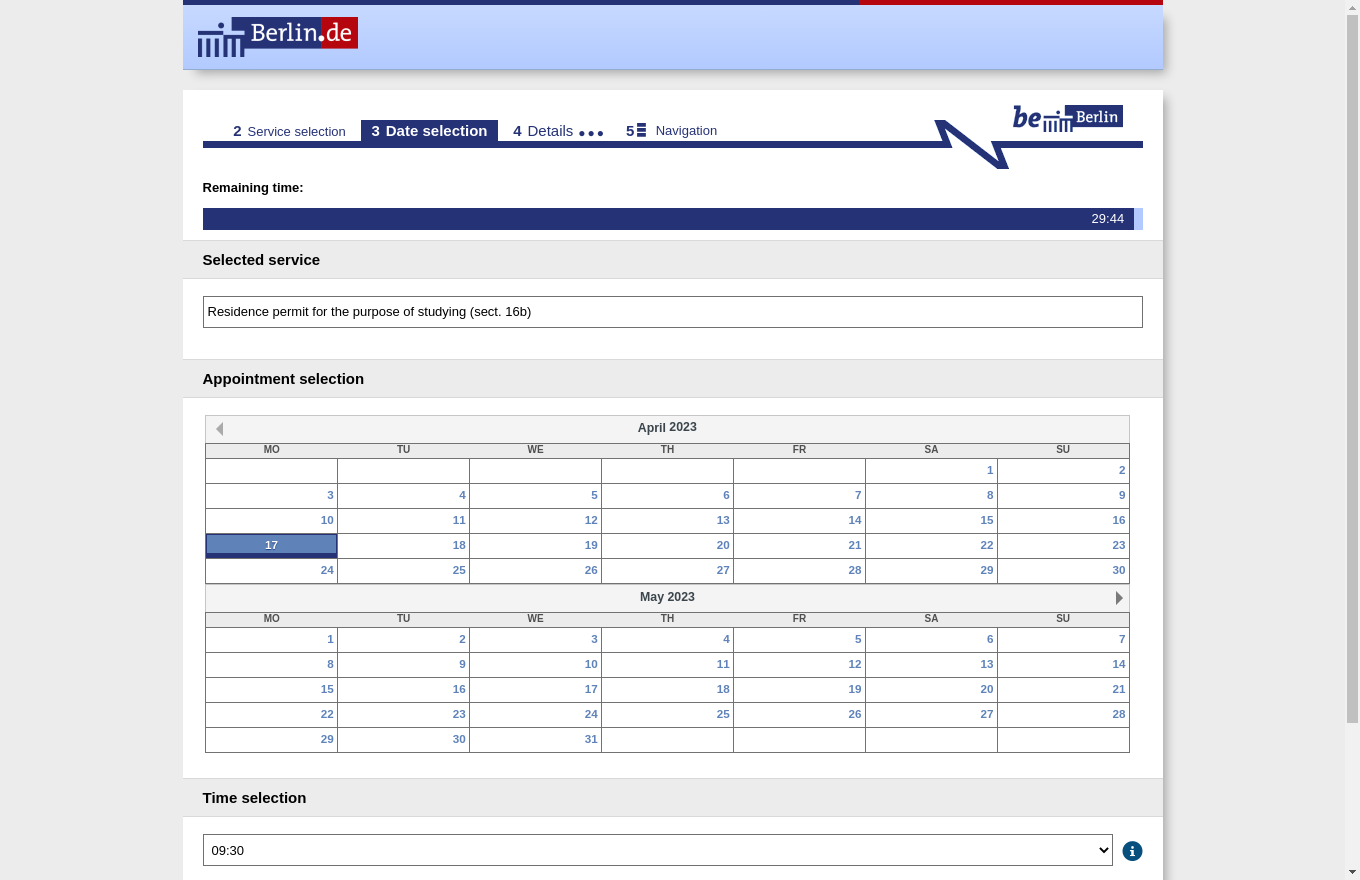 Berlin.de
be Berlin
2 Service selection 3 Date selection 4 Details 5 Navigation
Remaining time:
29:44
Selected service
Residence permit for the purpose of studying (sect. 16b)
Appointment selection
April 2023
MO TU WE TH FR SA SU
1 2
3 4 5 6 7 8 9
10 11 12 13 14 15 16
17 18 19 20 21 22 23
24 25 26 27 28 29 30
May 2023
MO TU WE TH FR SA SU
1 2 3 4 5 6 7
8 9 10 11 12 13 14
15 16 17 18 19 20 21
22 23 24 25 26 27 28
29 30 31
Time selection
09:30